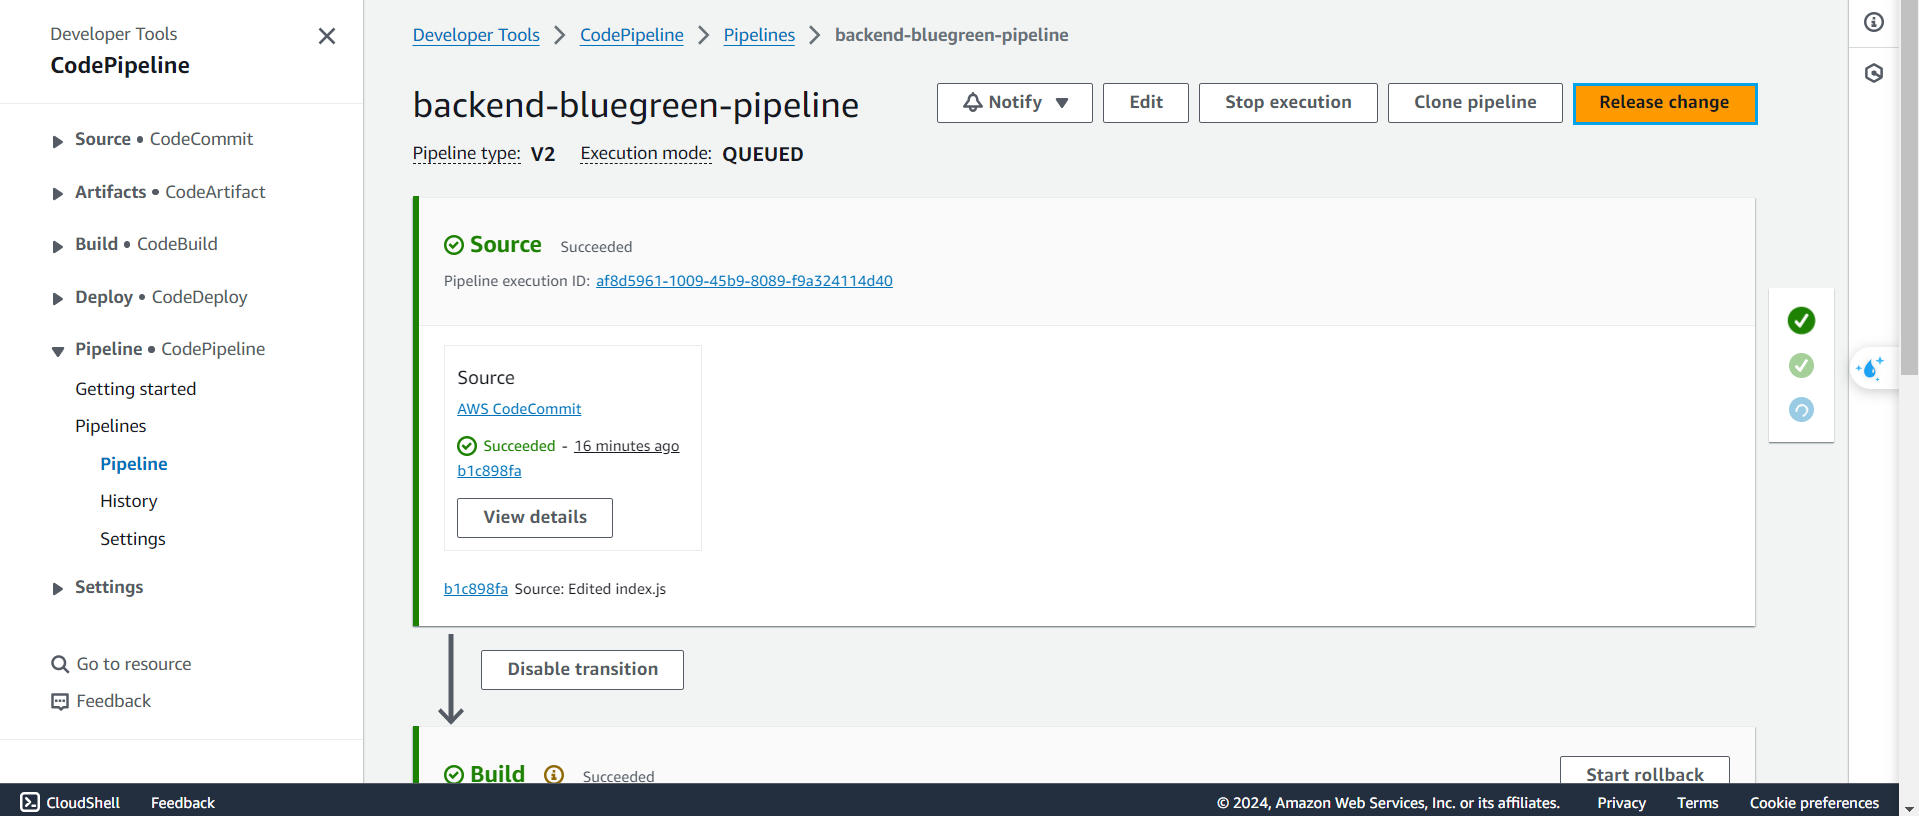 Developer Tools
CodePipeline
Source • CodeCommit
Artifacts • CodeArtifact
Build • CodeBuild
Deploy • CodeDeploy
Pipeline • CodePipeline
Getting started
Pipelines
Pipeline
History
Settings
Settings
Go to resource
Feedback
Developer Tools > CodePipeline > Pipelines > backend-bluegreen-pipeline
backend-bluegreen-pipeline
Notify
Edit
Stop execution
Clone pipeline
Release change
Pipeline type: V2 Execution mode: QUEUED
Source Succeeded
Pipeline execution ID: af8d5961-1009-45b9-8089-f9a324114d40
Source
AWS CodeCommit
Succeeded - 16 minutes ago
b1c898fa
View details
b1c898fa Source: Edited index.js
Disable transition
Build Succeeded
Start rollback
CloudShell Feedback © 2024, Amazon Web Services, Inc. or its affiliates. Privacy Terms Cookie preferences